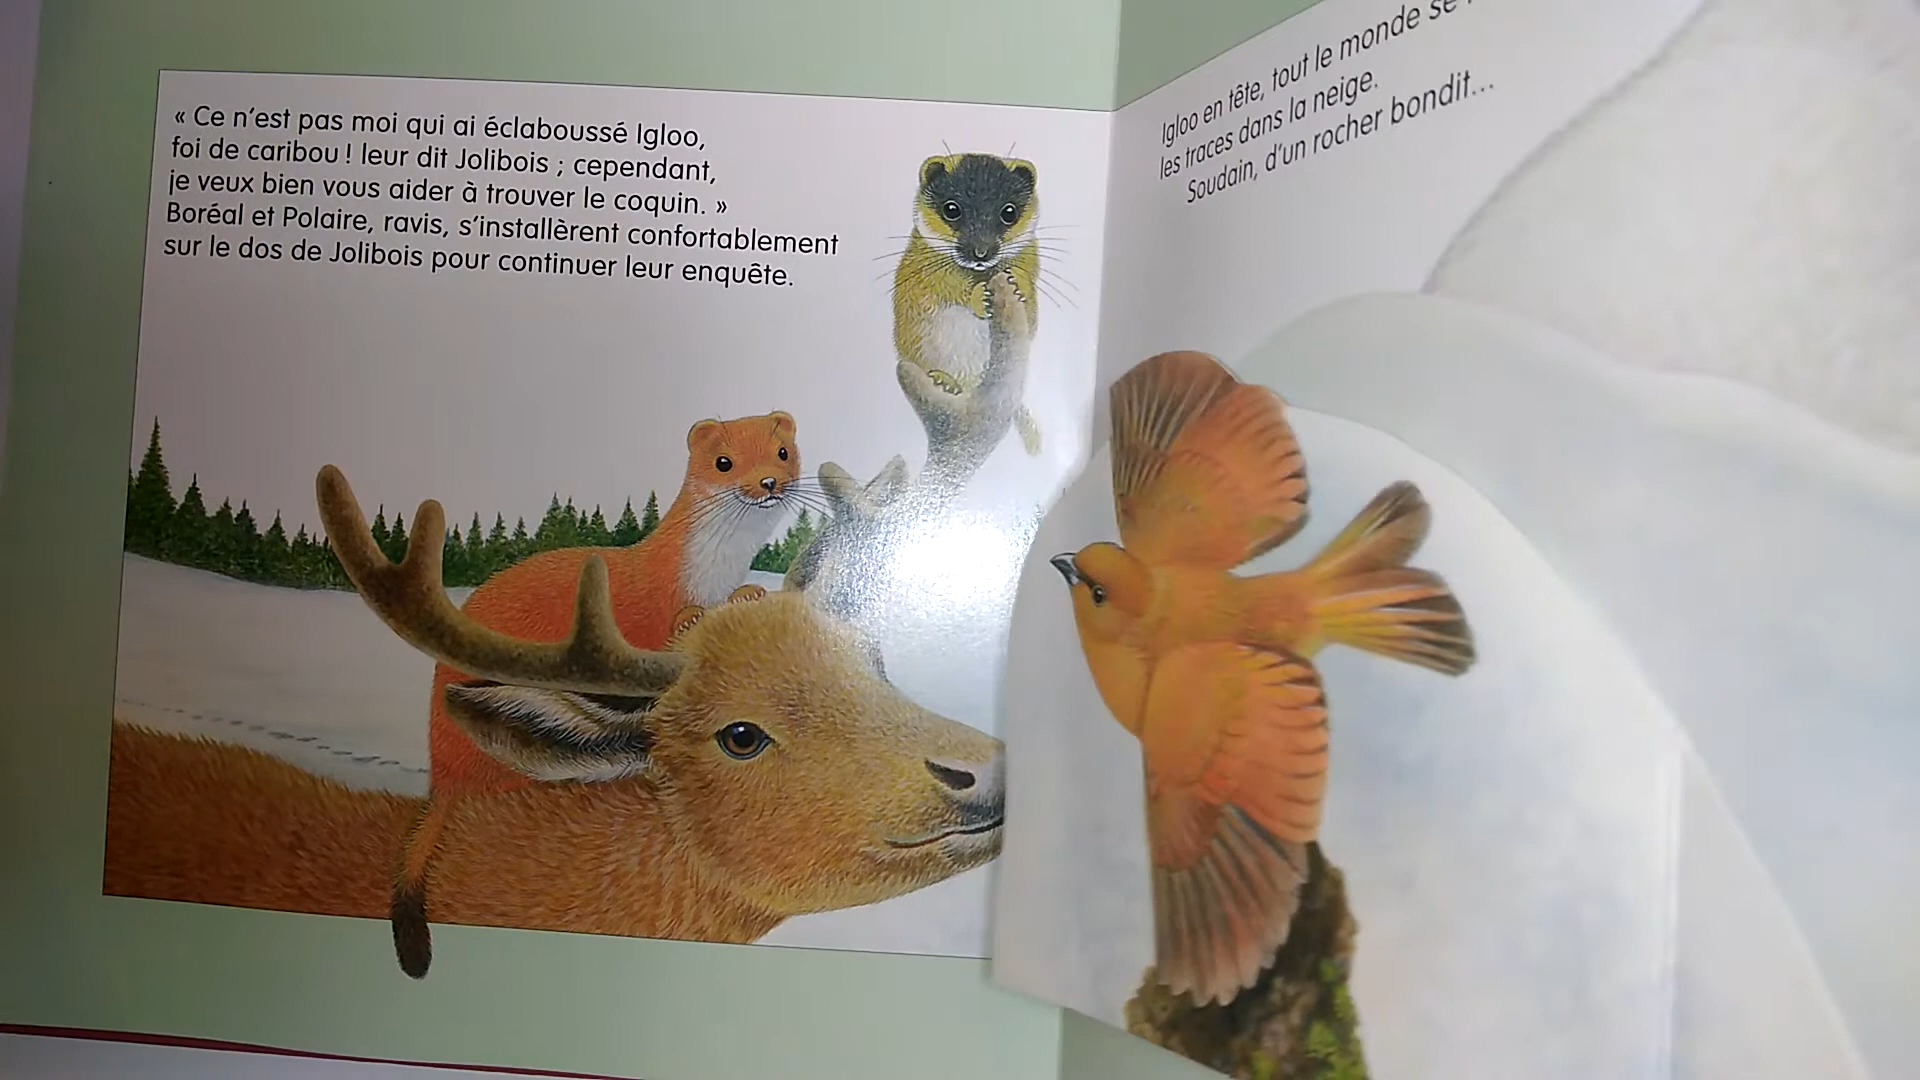 « Ce n'est pas moi qui ai éclaboussé Igloo,
foi de caribou ! leur dit Jolibois ; cependant,
je veux bien vous aider à trouver le coquin. »
Boréal et Polaire, ravis, s'installèrent confortablement
sur le dos de Jolibois pour continuer leur enquête.
Igloo en tête, tout le monde se
les traces dans la neige.
Soudain, d'un rocher bondit...